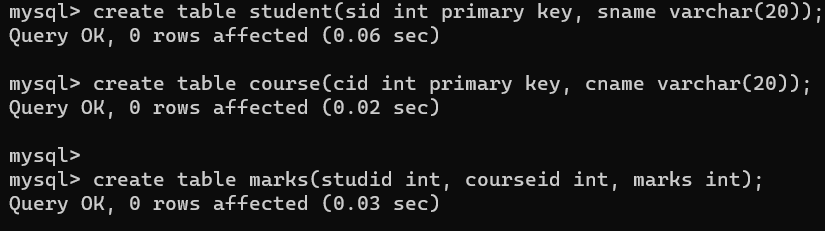 mysql> create table student(sid int primary key, sname varchar(20));
Query OK, 0 rows affected (0.06 sec)
mysql> create table course(cid int primary key, cname varchar(20));
Query OK, 0 rows affected (0.02 sec)
mysql>
mysql> create table marks(studid int, courseid int, marks int);
Query OK, 0 rows affected (0.03 sec)